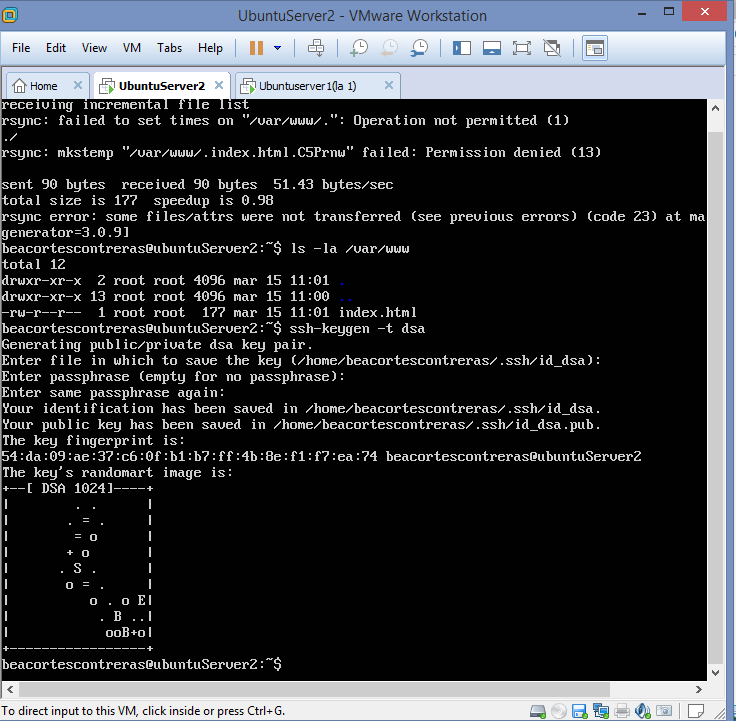 UbuntuServer2 - VMware Workstation
File Edit View VM Tabs Help
Home UbuntuServer2 Ubuntuserver1(la 1)
receiving incremental file list
rsync: failed to set times on "/var/www/.": Operation not permitted (1)
./
rsync: mkstemp "/var/www/.index.html.C5Prnw" failed: Permission denied (13)
sent 90 bytes  received 90 bytes  51.43 bytes/sec
total size is 177  speedup is 0.98
rsync error: some files/attrs were not transferred (see previous errors) (code 23) at ma
generator=3.0.9]
beacortescontreras@ubuntuServer2:~$ ls -la /var/www
total 12
drwxr-xr-x  2 root root 4096 mar 15 11:01 .
drwxr-xr-x 13 root root 4096 mar 15 11:00 ..
-rw-r--r--  1 root root  177 mar 15 11:01 index.html
beacortescontreras@ubuntuServer2:~$ ssh-keygen -t dsa
Generating public/private dsa key pair.
Enter file in which to save the key (/home/beacortescontreras/.ssh/id_dsa):
Enter passphrase (empty for no passphrase):
Enter same passphrase again:
Your identification has been saved in /home/beacortescontreras/.ssh/id_dsa.
Your public key has been saved in /home/beacortescontreras/.ssh/id_dsa.pub.
The key fingerprint is:
54:da:09:ae:37:c6:0f:b1:b7:ff:4b:8e:f1:f7:ea:74 beacortescontreras@ubuntuServer2
The key's randomart image is:
+--[ DSA 1024]----+
|        . .      |
|       . = .     |
|        = o      |
|       + o       |
|      . S .      |
|       o = .     |
|          o . o E|
|           . B ..|
|            ooB+o|
+-----------------+
beacortescontreras@ubuntuServer2:~$
To direct input to this VM, click inside or press Ctrl+G.